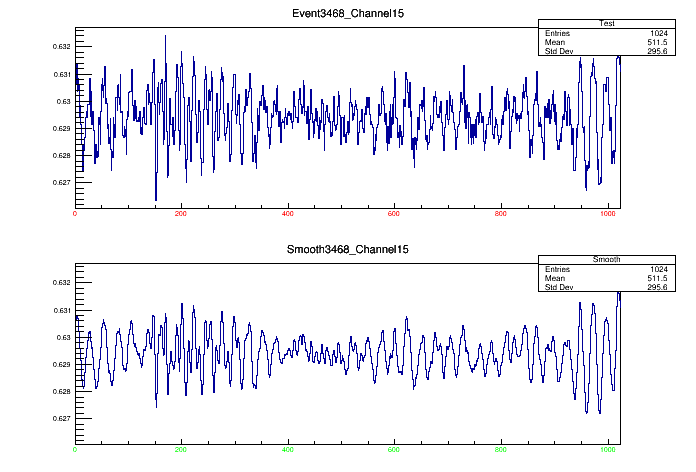 Event3468_Channel15
Test
Entries 1024
Mean 511.5
Std Dev 295.6
0.632
0.631
0.63
0.629
0.628
0.627
0 200 400 600 800 1000
Smooth3468_Channel15
Smooth
Entries 1024
Mean 511.5
Std Dev 295.6
0.632
0.631
0.63
0.629
0.628
0.627
0 200 400 600 800 1000